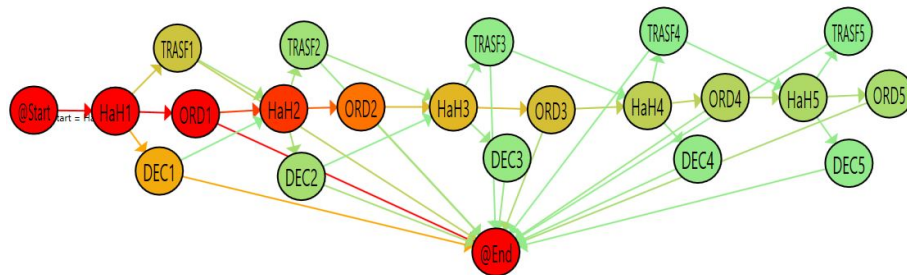 TRASF1
TRASF2
TRASF3
TRASF4
TRASF5
@Start
HaH1
ORD1
HaH2
ORD2
HaH3
ORD3
HaH4
ORD4
HaH5
ORD5
DEC1
DEC2
DEC3
DEC4
DEC5
@End